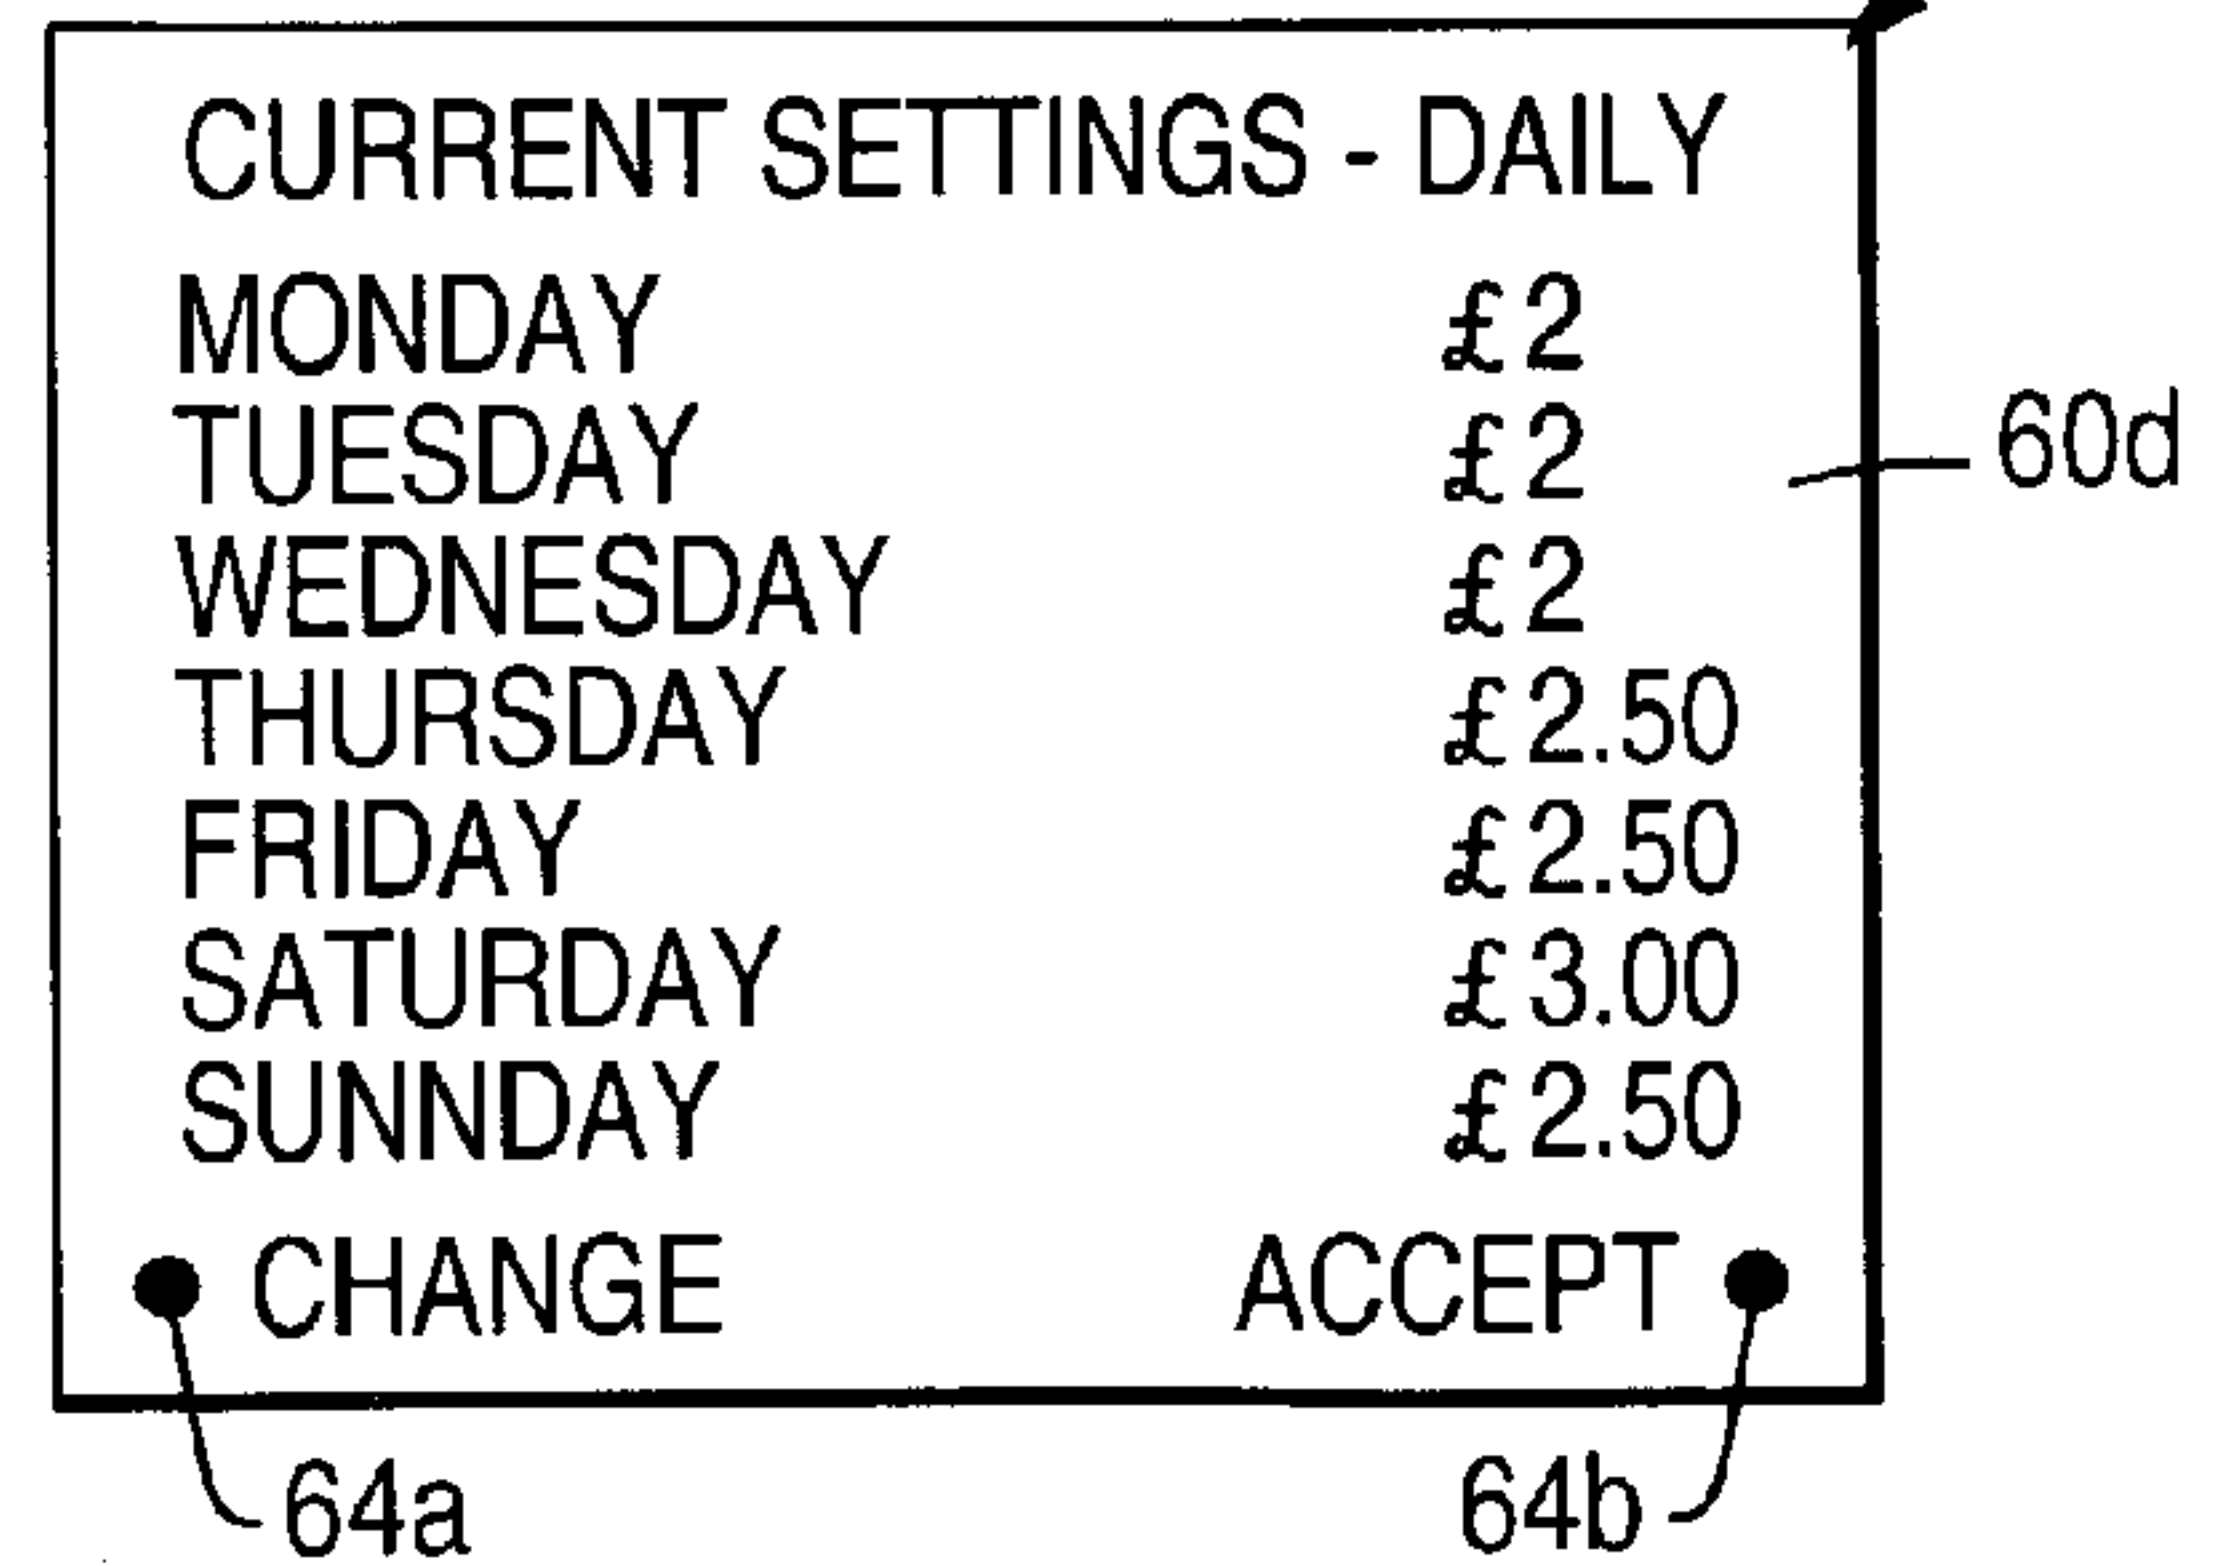 CURRENT SETTINGS - DAILY
MONDAY £2
TUESDAY £2
60d
WEDNESDAY £2
THURSDAY £2.50
FRIDAY £2.50
SATURDAY £3.00
SUNNDAY £2.50
CHANGE ACCEPT
64a 64b